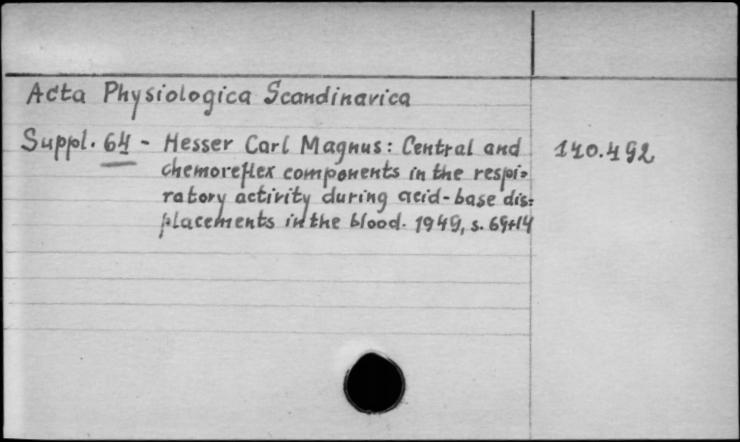 Acta Physiologica Scandinavica
Suppl. 64 - Hesser Carl Magnus: Central and 140.492
chemoreflex components in the respi=
ratory activity during acid-base dis=
placements in the blood. 1949, s. 69+14